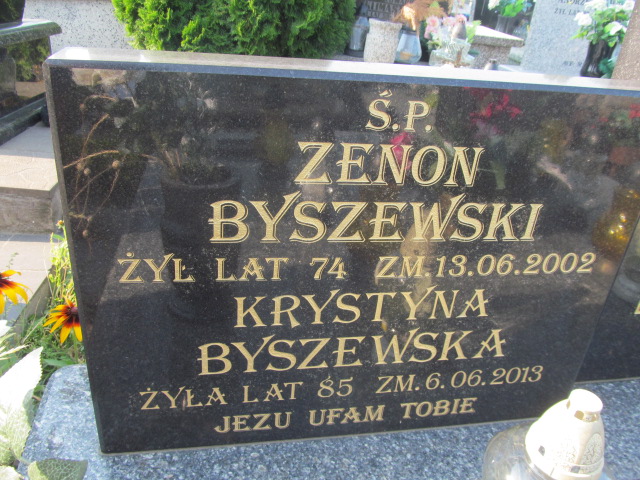 Ś.P.
ZENON
BYSZEWSKI
ŻYŁ LAT 74 ZM.13.06.2002
KRYSTYNA
BYSZEWSKA
ŻYŁA LAT 85 ZM.6.06.2013
JEZU UFAM TOBIE